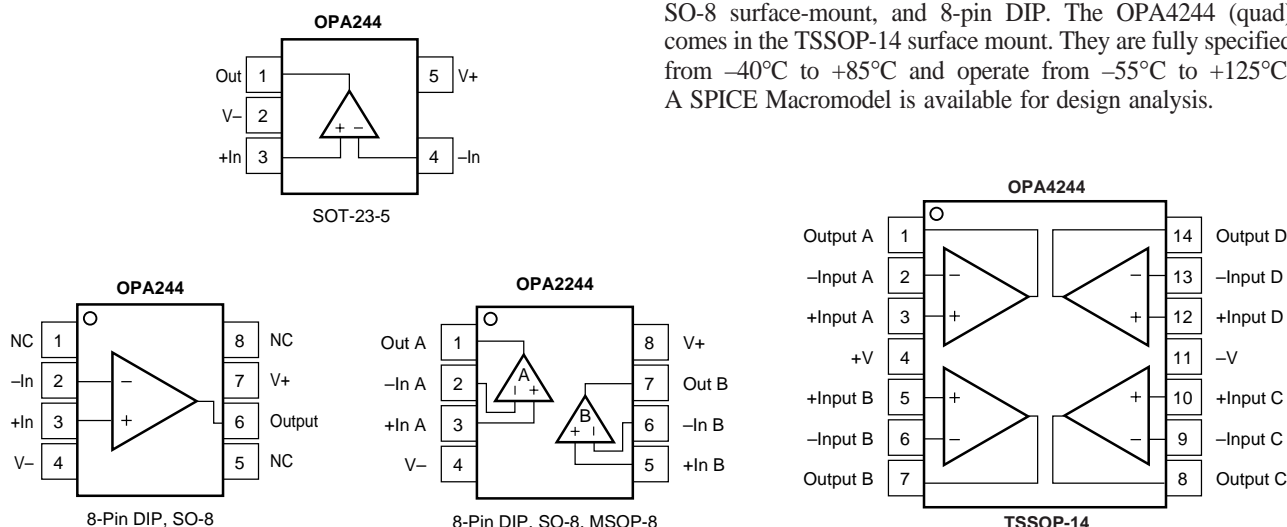 SO-8 surface-mount, and 8-pin DIP. The OPA4244 (quad)
comes in the TSSOP-14 surface mount. They are fully specified
from –40°C to +85°C and operate from –55°C to +125°C
A SPICE Macromodel is available for design analysis.
OPA244
Out 1
5 V+
V– 2
+ –
+In 3
4 –In
SOT-23-5
OPA244
NC 1
8 NC
–In 2
–
7 V+
+In 3
+
6 Output
V– 4
5 NC
8-Pin DIP, SO-8
OPA2244
Out A 1
8 V+
–In A 2
A
– +
7 Out B
+In A 3
B
+ –
6 –In B
V– 4
5 +In B
8-Pin DIP, SO-8, MSOP-8
OPA4244
Output A 1
14 Output D
–Input A 2 –
– 13 –Input D
+Input A 3 +
+ 12 +Input D
+V 4
11 –V
+Input B 5 +
+ 10 +Input C
–Input B 6 –
– 9 –Input C
Output B 7
8 Output C
TSSOP-14